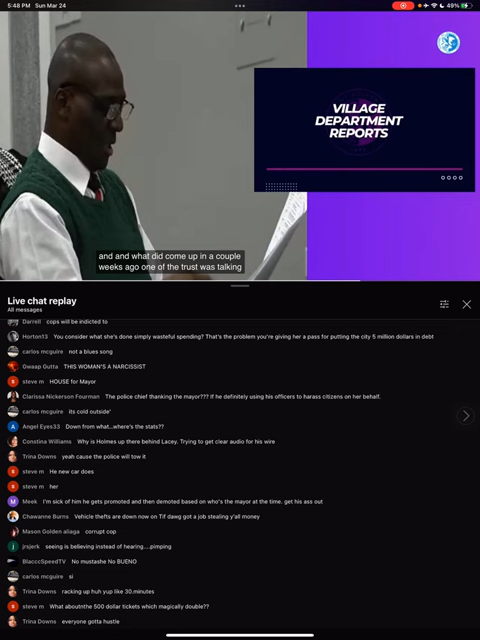 5:48 PM Sun Mar 24
49%
VILLAGE
DEPARTMENT
REPORTS
and and what did come up in a couple
weeks ago one of the trust was talking
Live chat replay
All messages
Darrell cops will be indicted to
Horton13 You consider what she's done simply wasteful spending? That's the problem you're giving her a pass for putting the city 5 million dollars in debt
carlos mcguire not a blues song
Gwaap Gutta THIS WOMAN'S A NARCISSIST
steve m HOUSE for Mayor
Clarissa Nickerson Fourman The police chief thanking the mayor??? If he definitely using his officers to harass citizens on her behalf.
carlos mcguire its cold outside'
A Angel Eyes33 Down from what...where's the stats??
Constina Williams Why is Holmes up there behind Lacey. Trying to get clear audio for his wire
Trina Downs yeah cause the police will tow it
steve m He new car does
steve m her
M Meek I'm sick of him he gets promoted and then demoted based on who's the mayor at the time. get his ass out
Chawanne Burns Vehicle thefts are down now on Tif dawg got a job stealing y'all money
Mason Golden aliaga corrupt cop
j jrsjerk seeing is believing instead of hearing....pimping
BlacccSpeedTV No mustashe No BUENO
carlos mcguire si
Trina Downs racking up huh yup like 30.minutes
steve m What aboutnthe 500 dollar tickets which magically double??
Trina Downs everyone gotta hustle